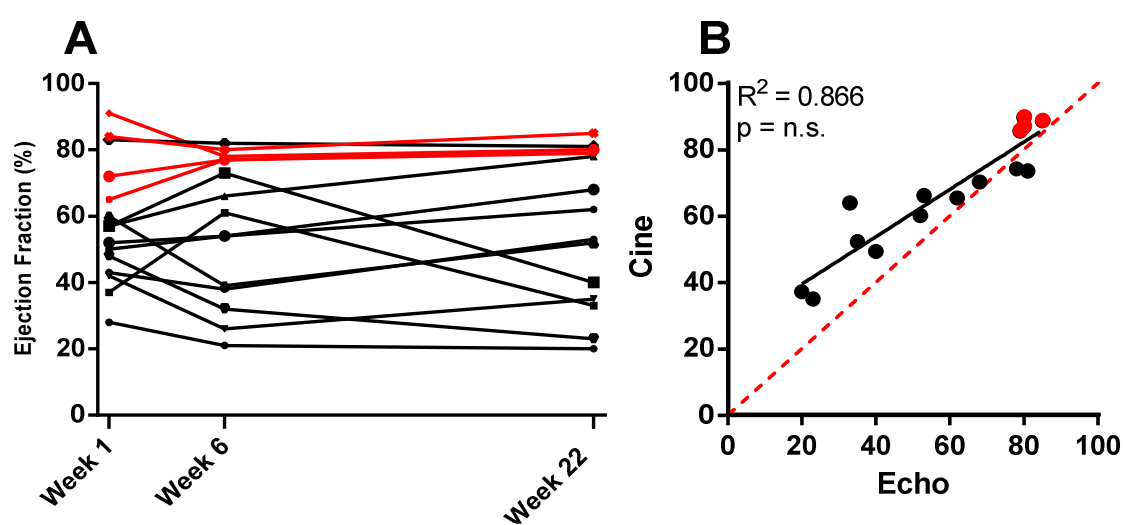 A
Ejection Fraction (%)
100
80
60
40
20
0
Week 1
Week 6
Week 22
B
R² = 0.866
p = n.s.
Cine
100
80
60
40
20
0
0 20 40 60 80 100
Echo